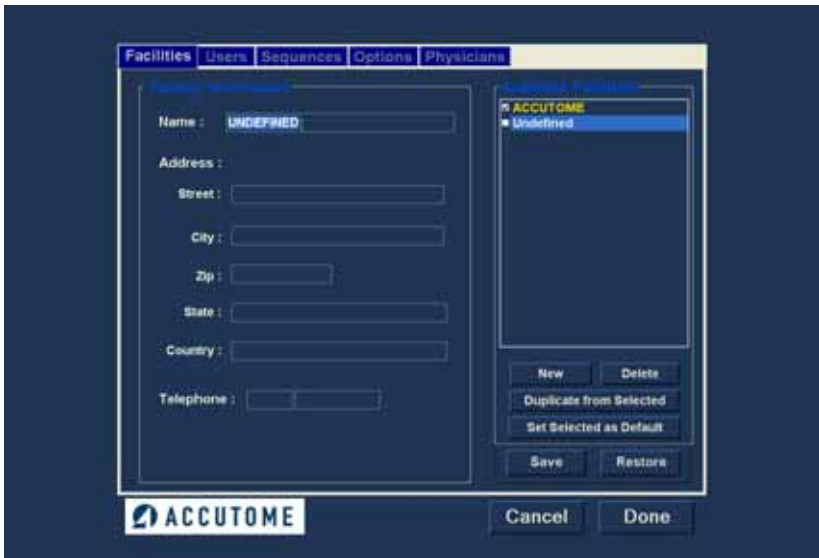 Facilities Users Sequences Options Physicians
Name : UNDEFINED
Address :
Street :
City :
Zip :
State :
Country :
Telephone :
ACCUTOME
Undefined
New Delete
Duplicate from Selected
Set Selected as Default
Save Restore
ACCUTOME
Cancel Done